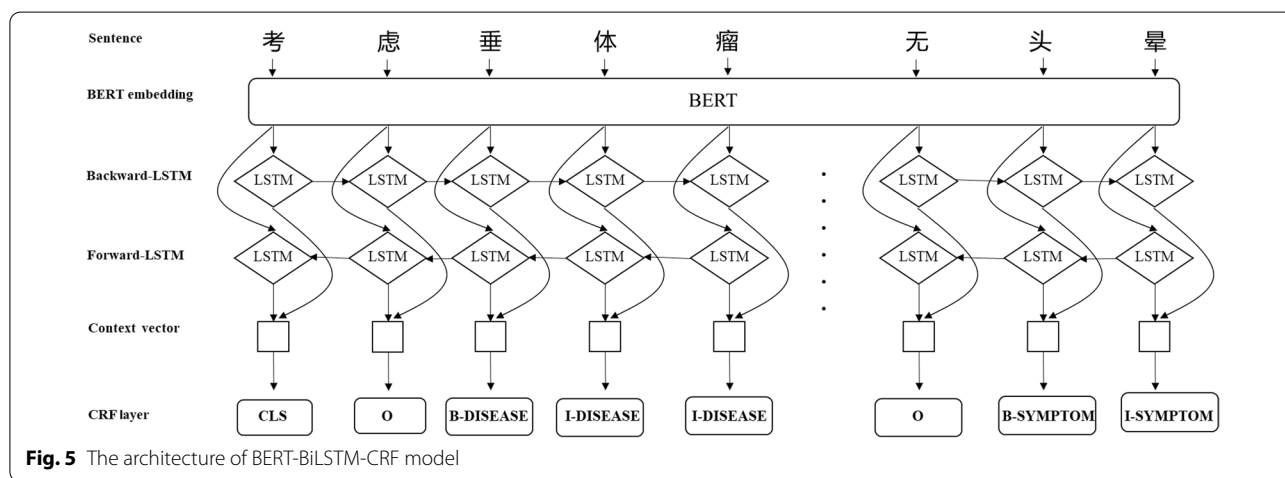 Sentence 考 虑 垂 体 瘤 无 头 晕
BERT embedding BERT
Backward-LSTM LSTM LSTM LSTM LSTM LSTM LSTM LSTM LSTM
Forward-LSTM LSTM LSTM LSTM LSTM LSTM LSTM LSTM LSTM
Context vector
CRF layer CLS O B-DISEASE I-DISEASE I-DISEASE O B-SYMPTOM I-SYMPTOM
Fig. 5 The architecture of BERT-BiLSTM-CRF model